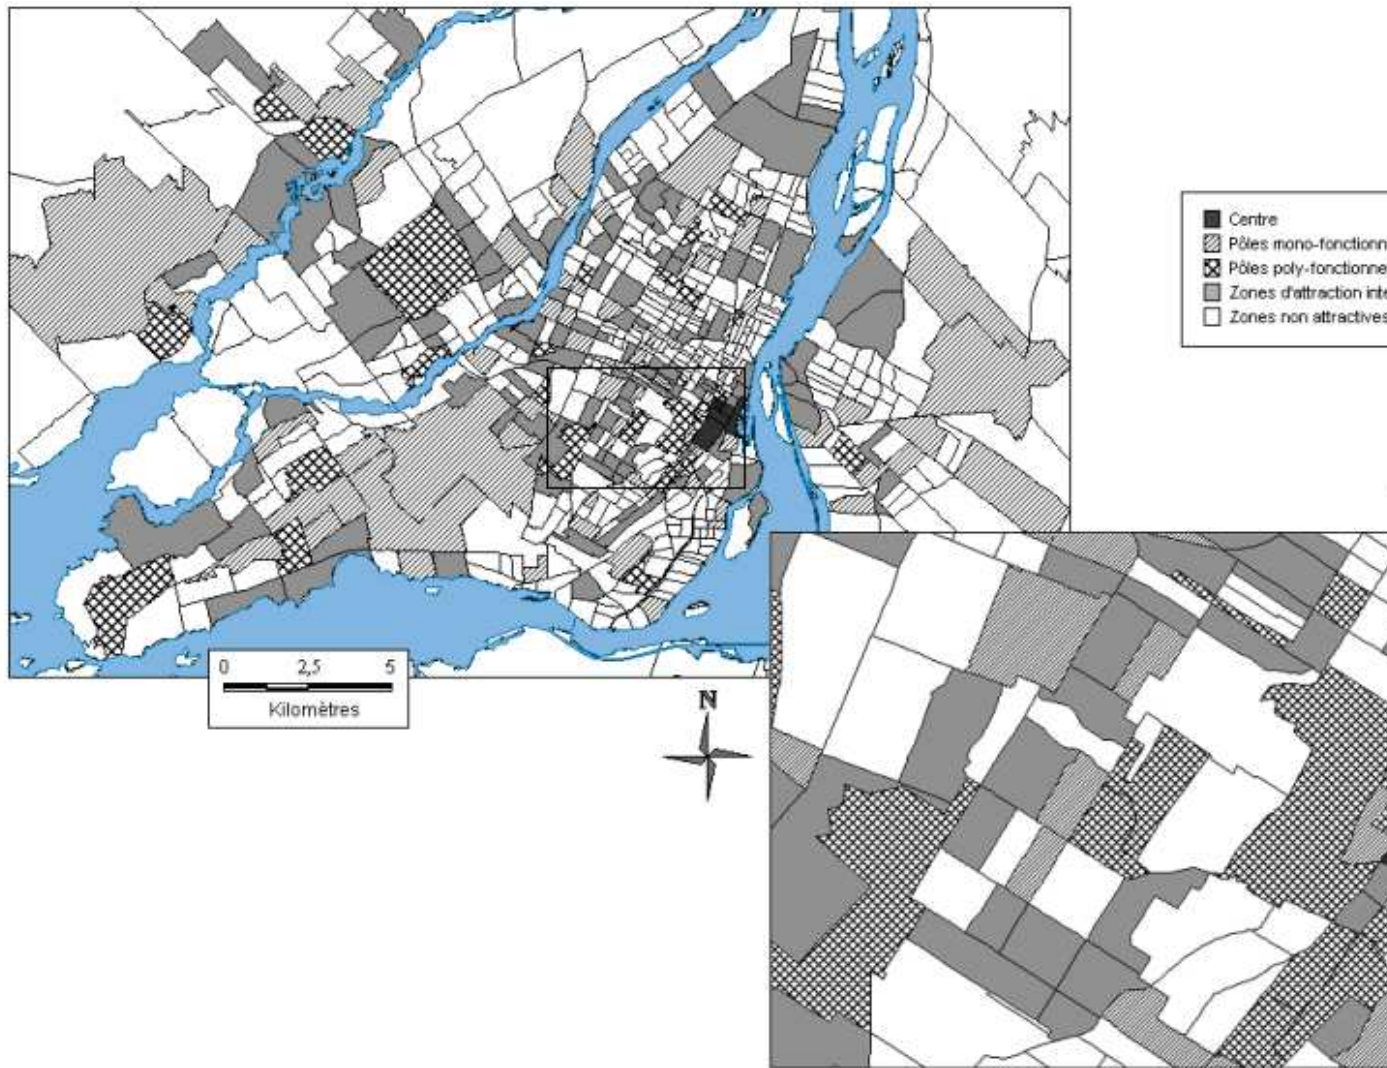 Centre
Pôles mono-fonctionn
Pôles poly-fonctionne
Zones d'attraction inte
Zones non attractives
0 2,5 5
Kilomètres
N